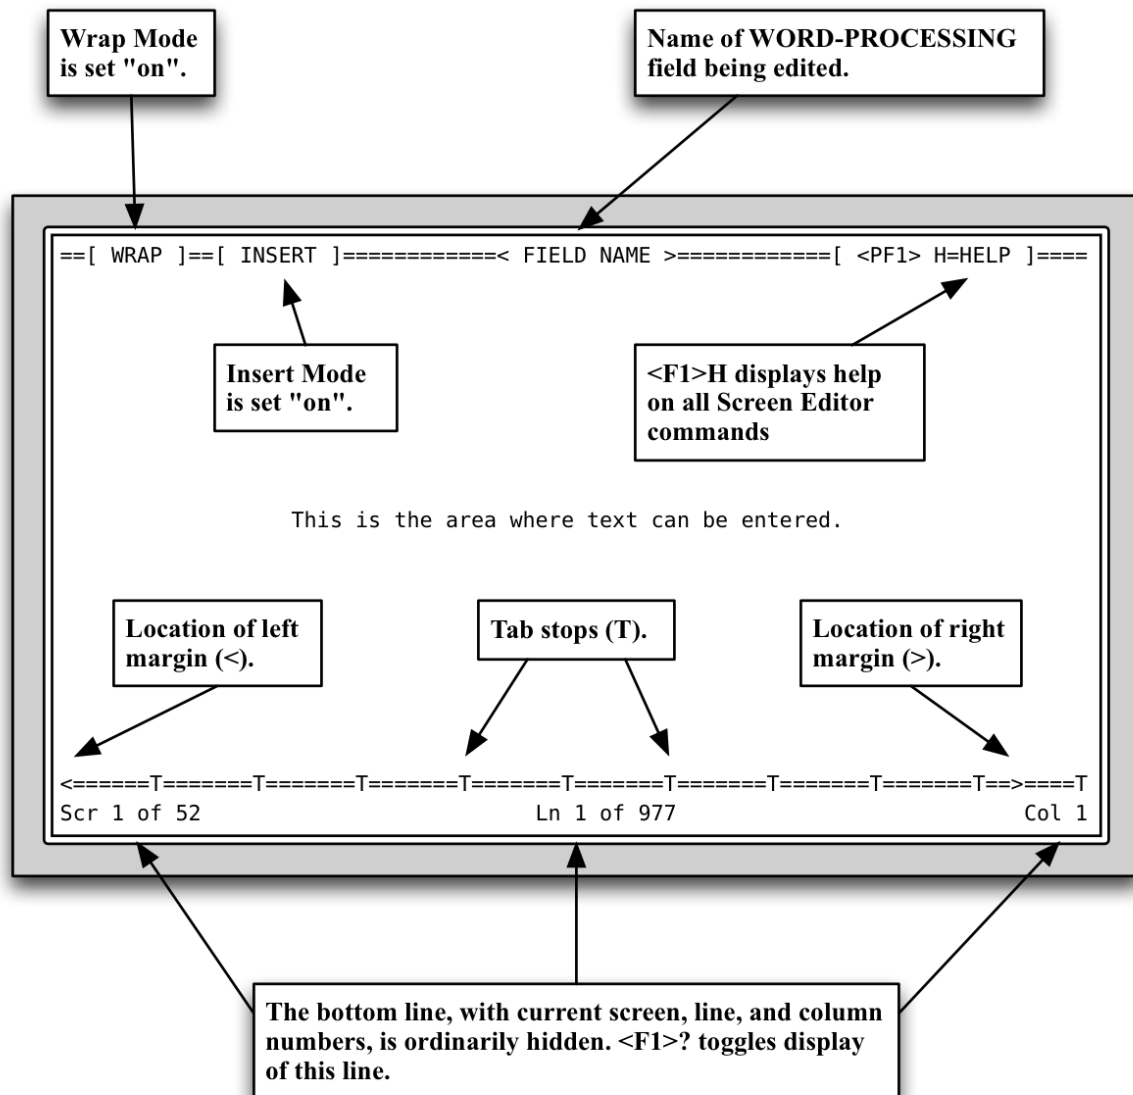 Wrap Mode
is set "on".
Name of WORD-PROCESSING
field being edited.
==[ WRAP ]==[ INSERT ]============< FIELD NAME >============[ <PF1> H=HELP ]====
Insert Mode
is set "on".
<F1>H displays help
on all Screen Editor
commands
This is the area where text can be entered.
Location of left
margin (<).
Tab stops (T).
Location of right
margin (>).
<======T=======T=======T=======T=======T=======T=======T=======T=======T==>====T
Scr 1 of 52 Ln 1 of 977 Col 1
The bottom line, with current screen, line, and column
numbers, is ordinarily hidden. <F1>? toggles display
of this line.